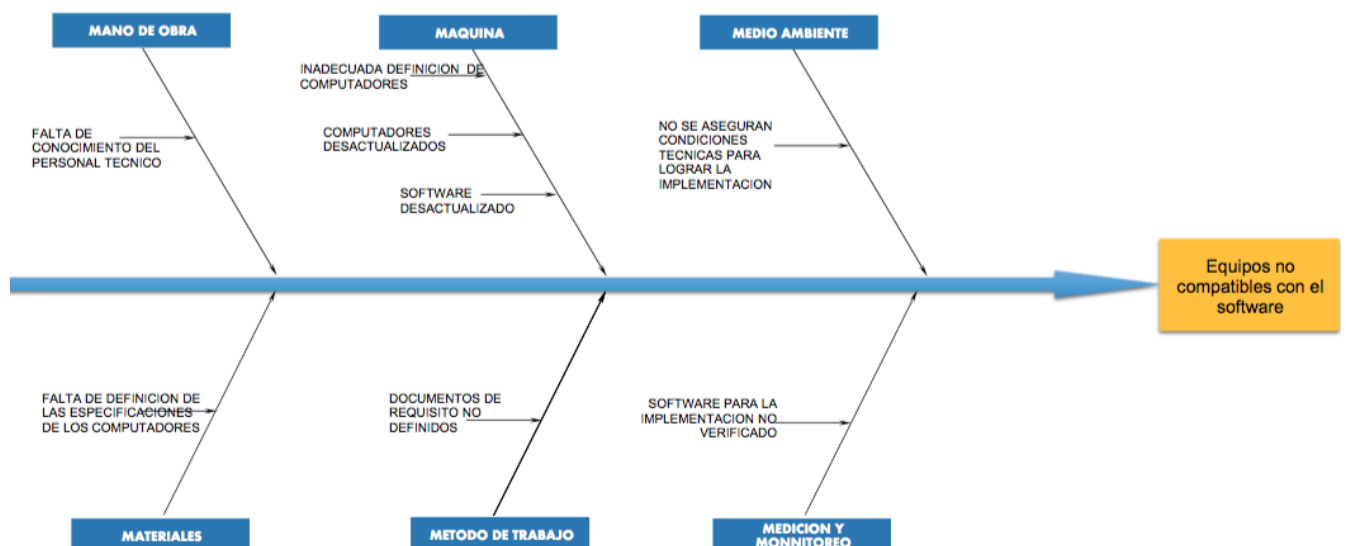 MANO DE OBRA
MAQUINA
MEDIO AMBIENTE
INADECUADA DEFINICION DE
COMPUTADORES
FALTA DE
CONOCIMIENTO DEL
PERSONAL TECNICO
COMPUTADORES
DESACTUALIZADOS
SOFTWARE
DESACTUALIZADO
NO SE ASEGURAN
CONDICIONES
TECNICAS PARA
LOGRAR LA
IMPLEMENTACION
Equipos no
compatibles con el
software
FALTA DE DEFINICION DE
LAS ESPECIFICACIONES
DE LOS COMPUTADORES
DOCUMENTOS DE
REQUISITO NO
DEFINIDOS
SOFTWARE PARA LA
IMPLEMENTACION NO
VERIFICADO
MATERIALES
METODO DE TRABAJO
MEDICION Y
MONNITOREO